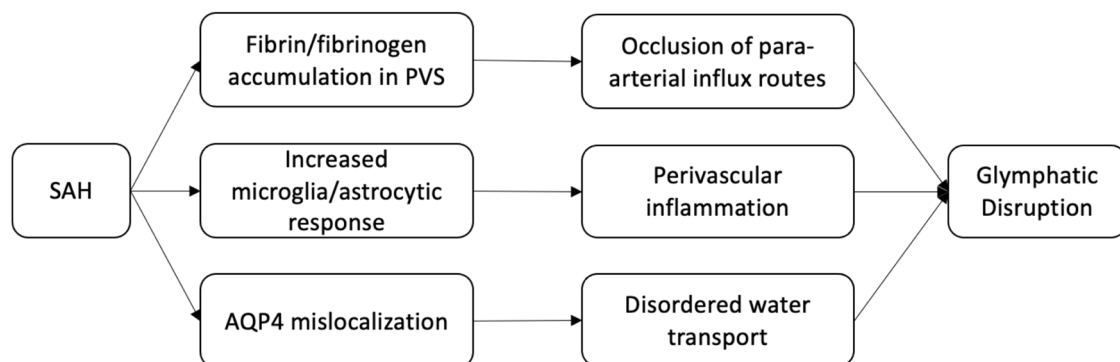 SAH
Fibrin/fibrinogen
accumulation in PVS
Occlusion of para-
arterial influx routes
Increased
microglia/astrocytic
response
Perivascular
inflammation
AQP4 mislocalization
Disordered water
transport
Glymphatic
Disruption